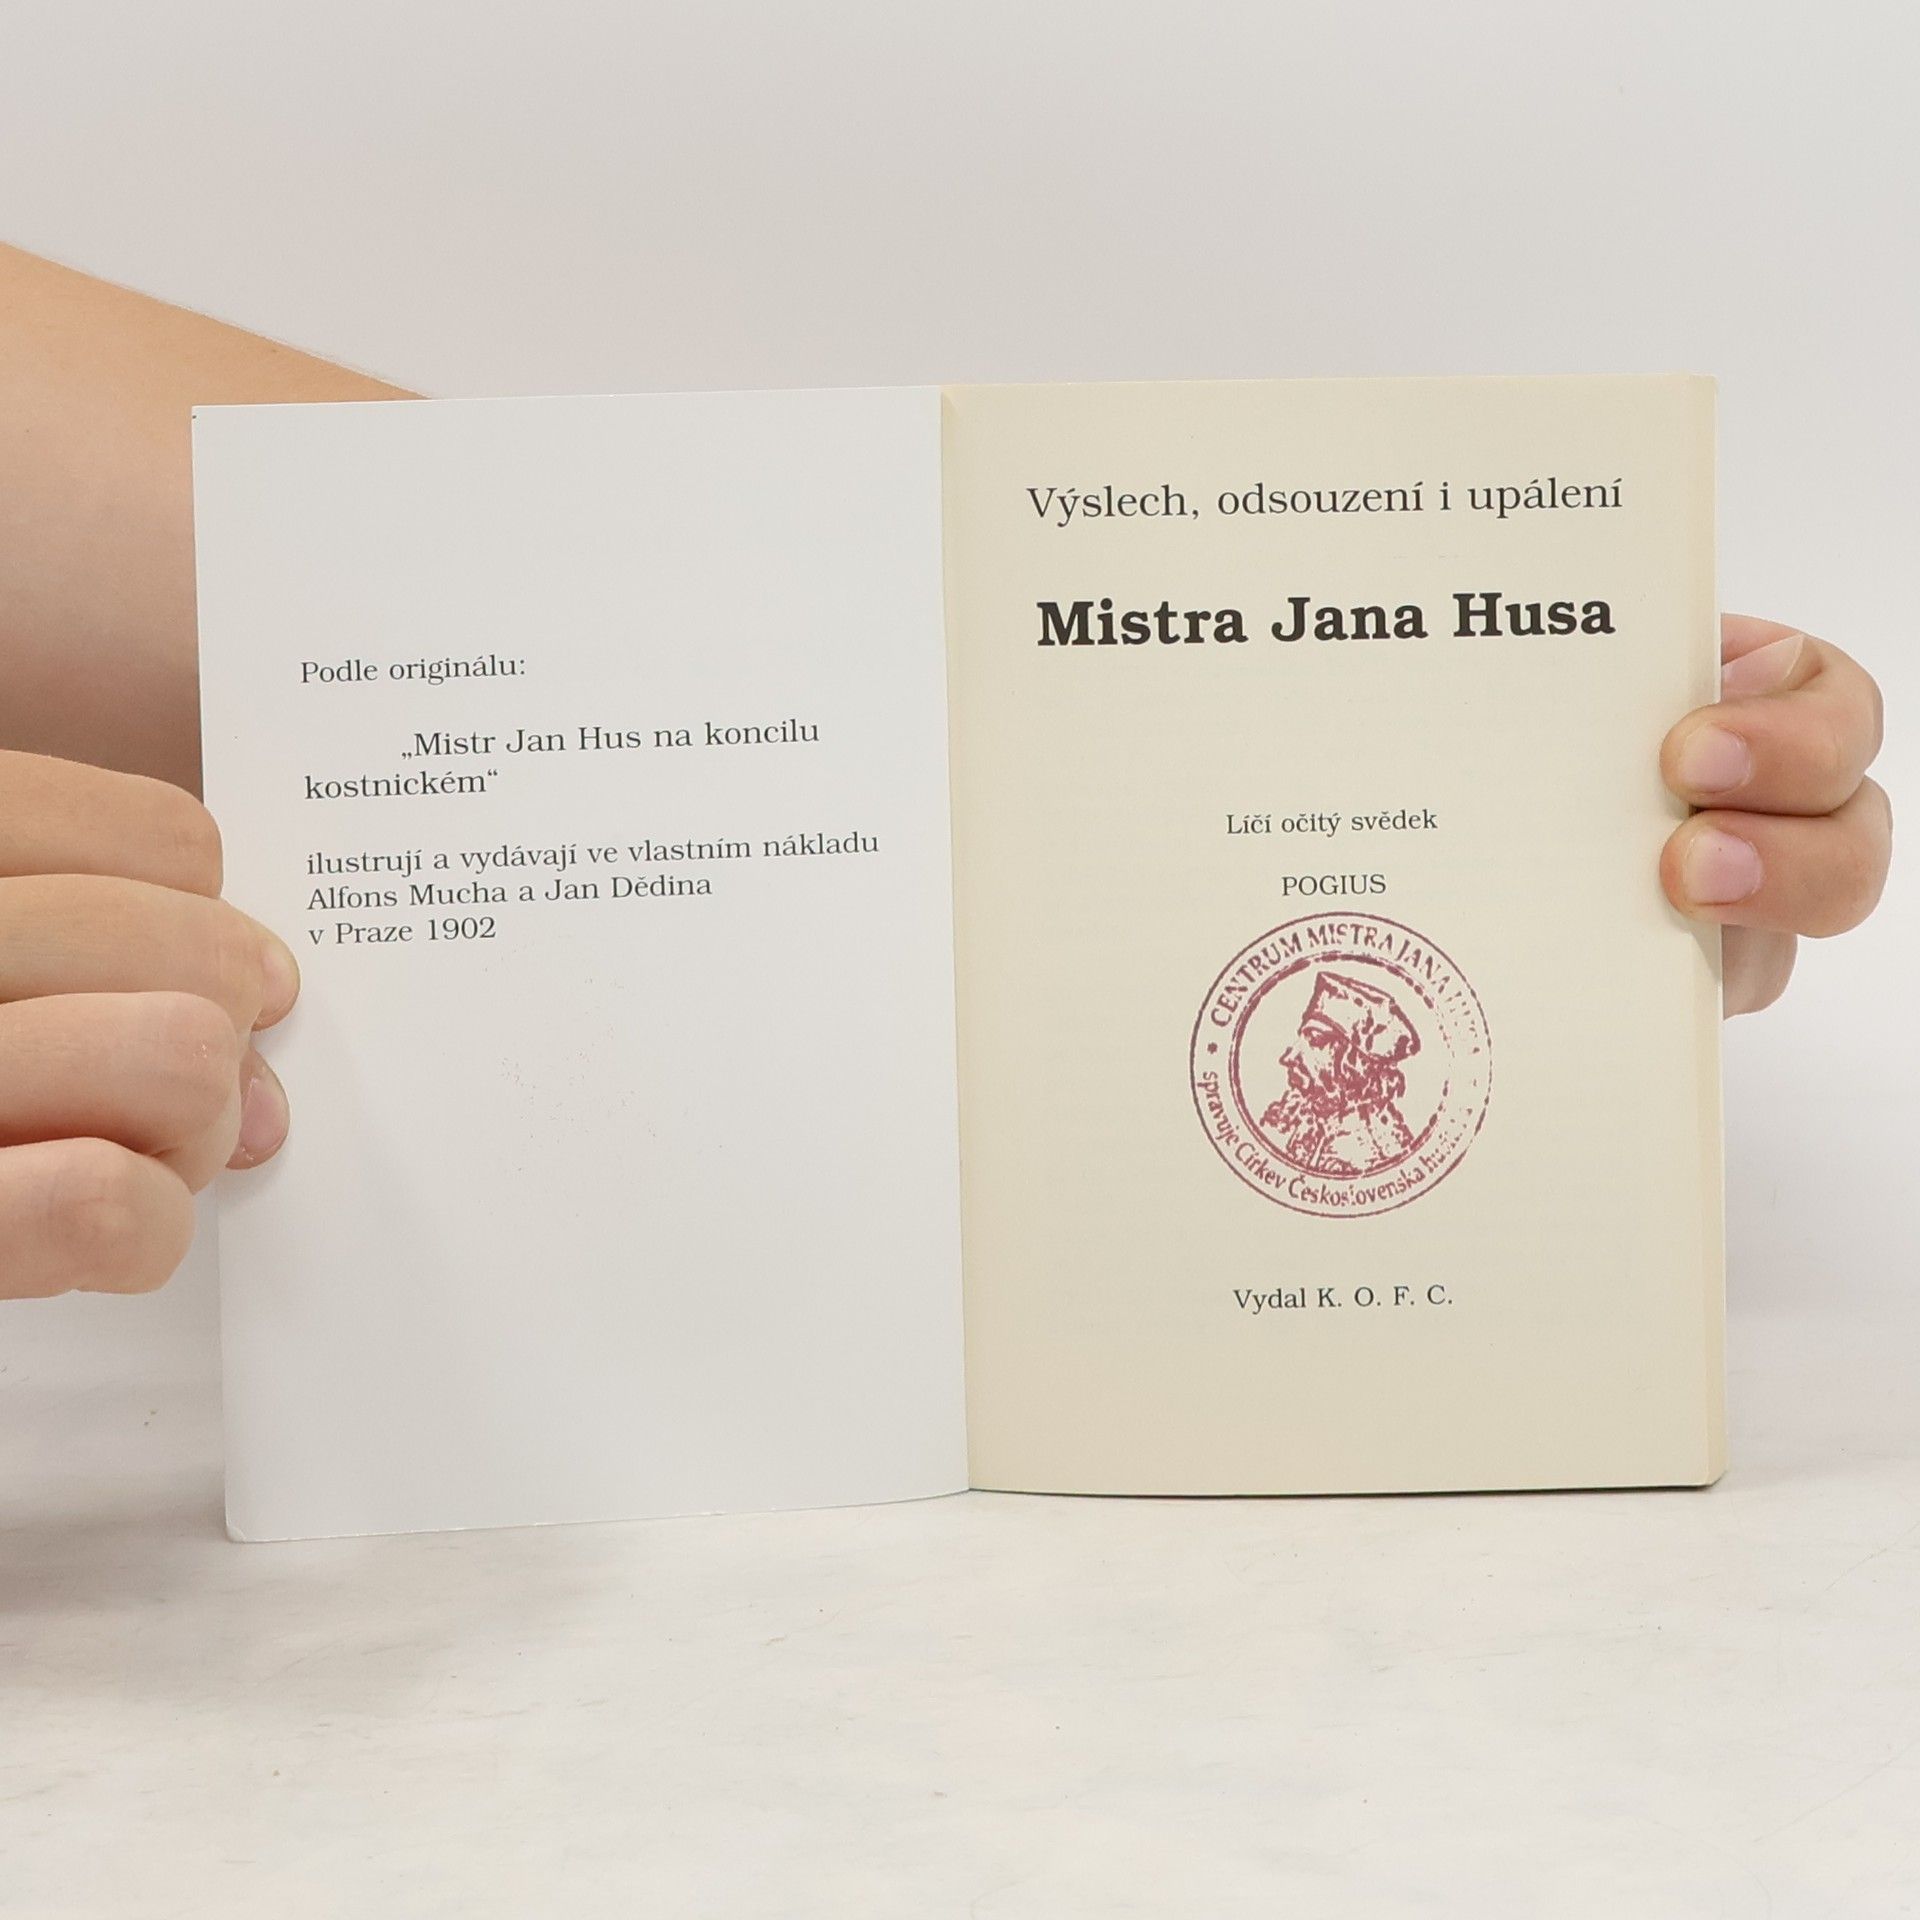 Podle originálu:
„Mistr Jan Hus na koncilu
kostnickém“
ilustrují a vydávají ve vlastním nákladu
Alfons Mucha a Jan Dědina
v Praze 1902
Výslech, odsouzení i upálení
Mistra Jana Husa
Líčí očitý svědek
POGIUS
CENTRUM MISTRA JANA HUSA
spravuje Církev Československá
Vydal K. O. F. C.